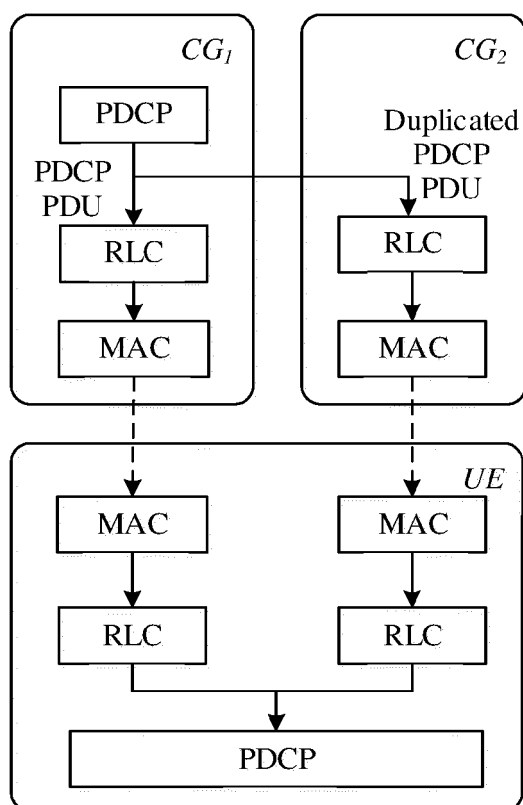 CG1
PDCP
PDCP
PDU
RLC
MAC
CG2
Duplicated
PDCP
PDU
RLC
MAC
UE
MAC
MAC
RLC
RLC
PDCP